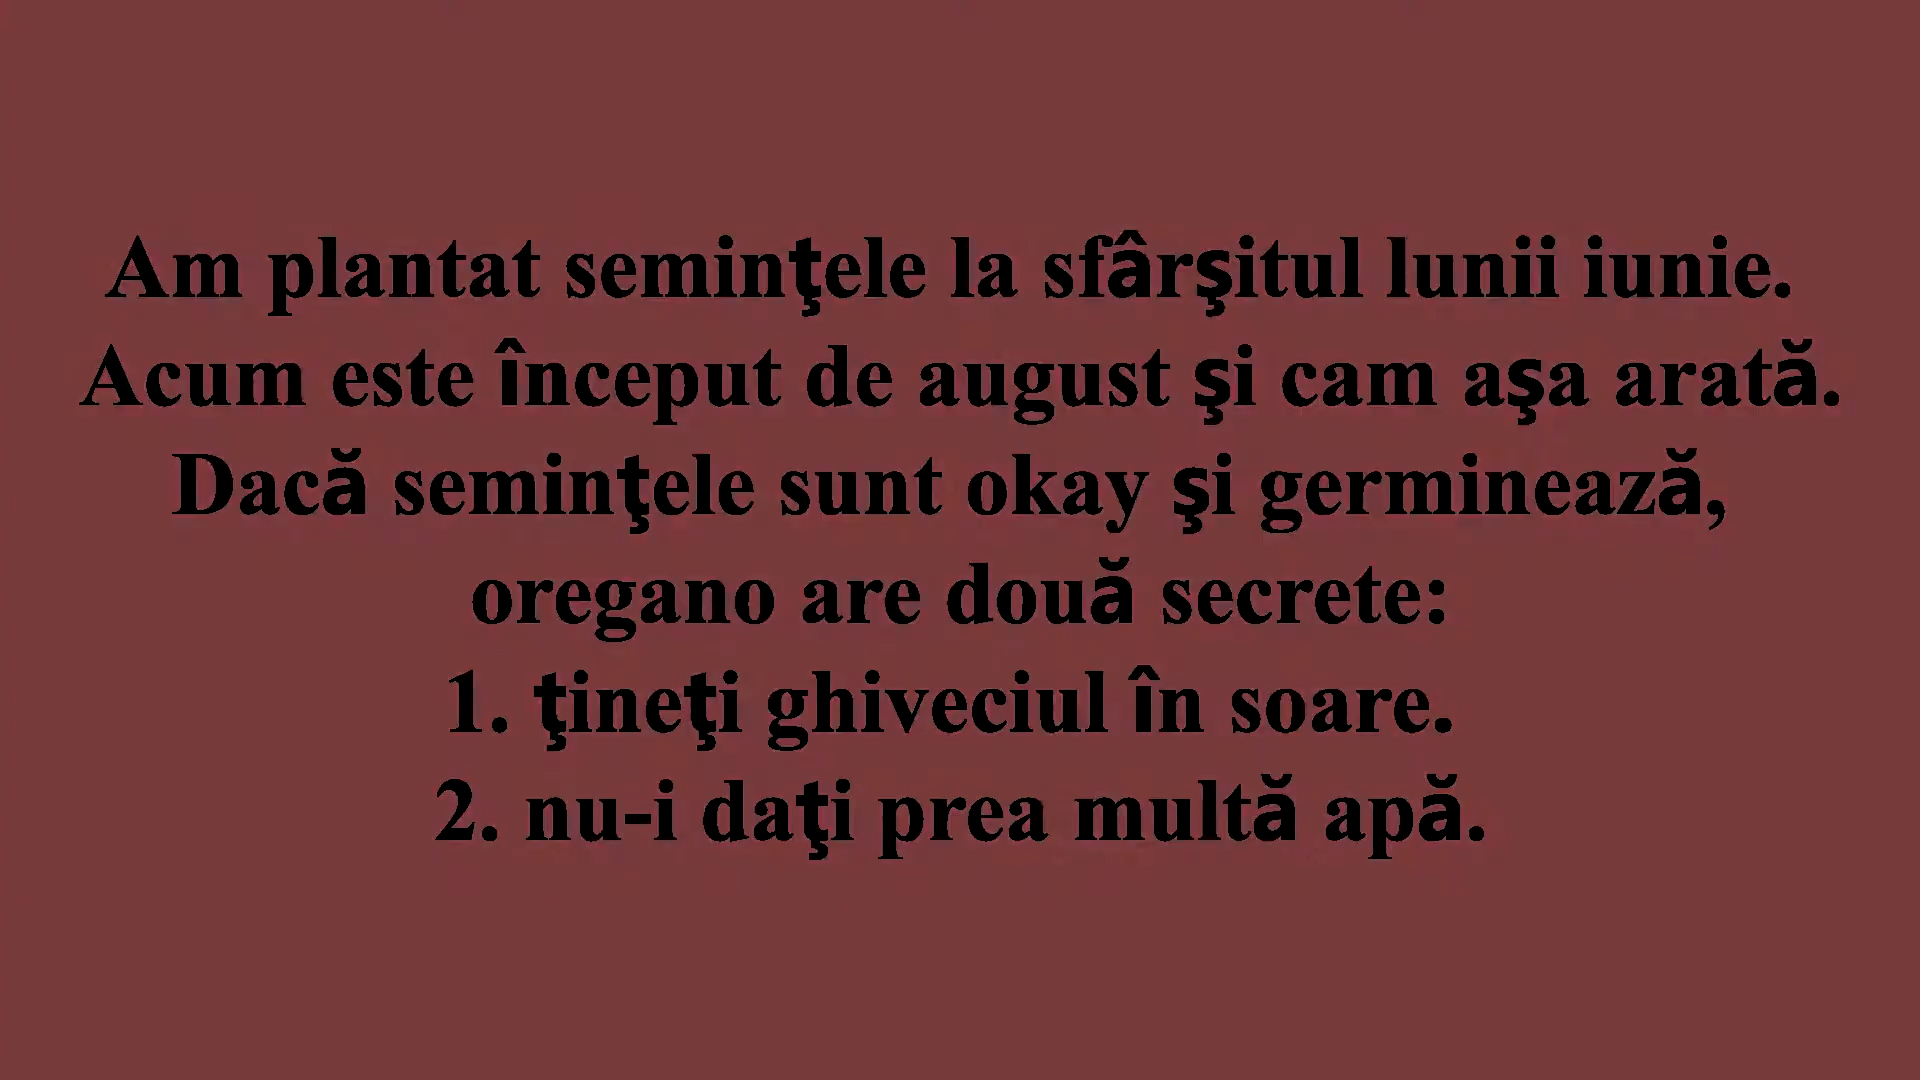 Am plantat seminţele la sfârşitul lunii iunie.
Acum este început de august şi cam aşa arată.
Dacă seminţele sunt okay şi germinează,
oregano are două secrete:
1. ţineţi ghiveciul în soare.
2. nu-i daţi prea multă apă.